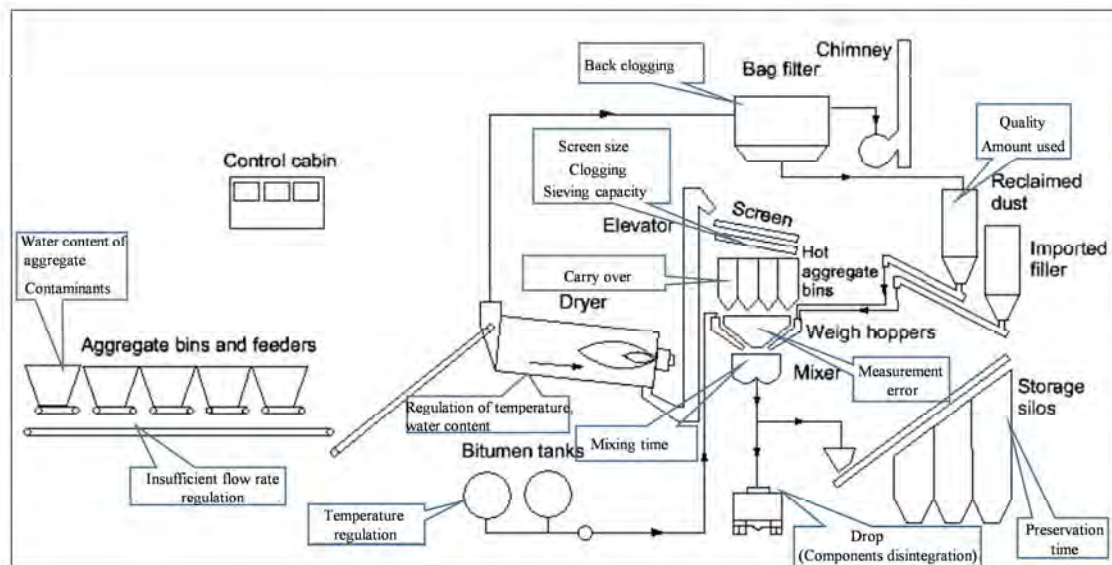 Chimney
Back clogging
Bag filter
Quality
Amount used
Reclaimed
dust
Screen size
Clogging
Sieving capacity
Control cabin
Elevator
Screen
Imported
filler
Water content of
aggregate
Contaminants
Carry over
Hot
aggregate
bins
Dryer
Weigh hoppers
Aggregate bins and feeders
Mixer
Measurement
error
Storage
silos
Regulation of temperature,
water content
Mixing time
Bitumen tanks
Insufficient flow rate
regulation
Temperature
regulation
Drop
(Components disintegration)
Preservation
time